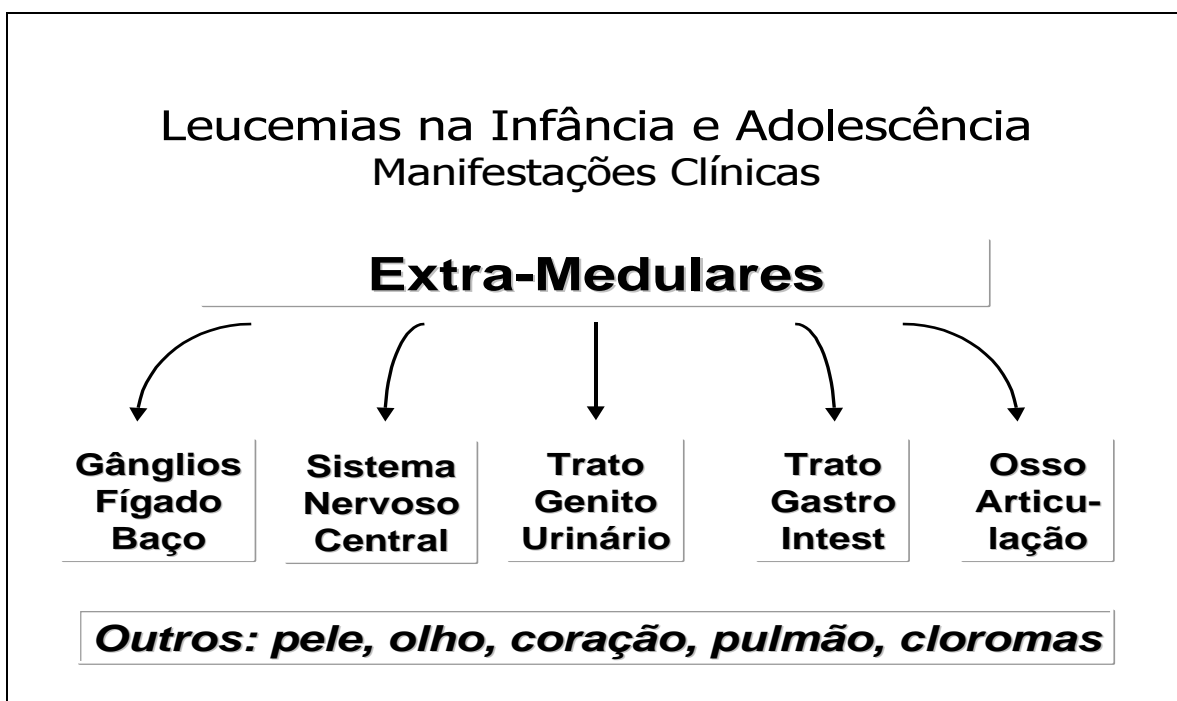 Leucemias na Infância e Adolescência
Manifestações Clínicas
Extra-Medulares
Gânglios
Fígado
Baço
Sistema
Nervoso
Central
Trato
Genito
Urinário
Trato
Gastro
Intest
Osso
Articu-
lação
Outros: pele, olho, coração, pulmão, cloromas